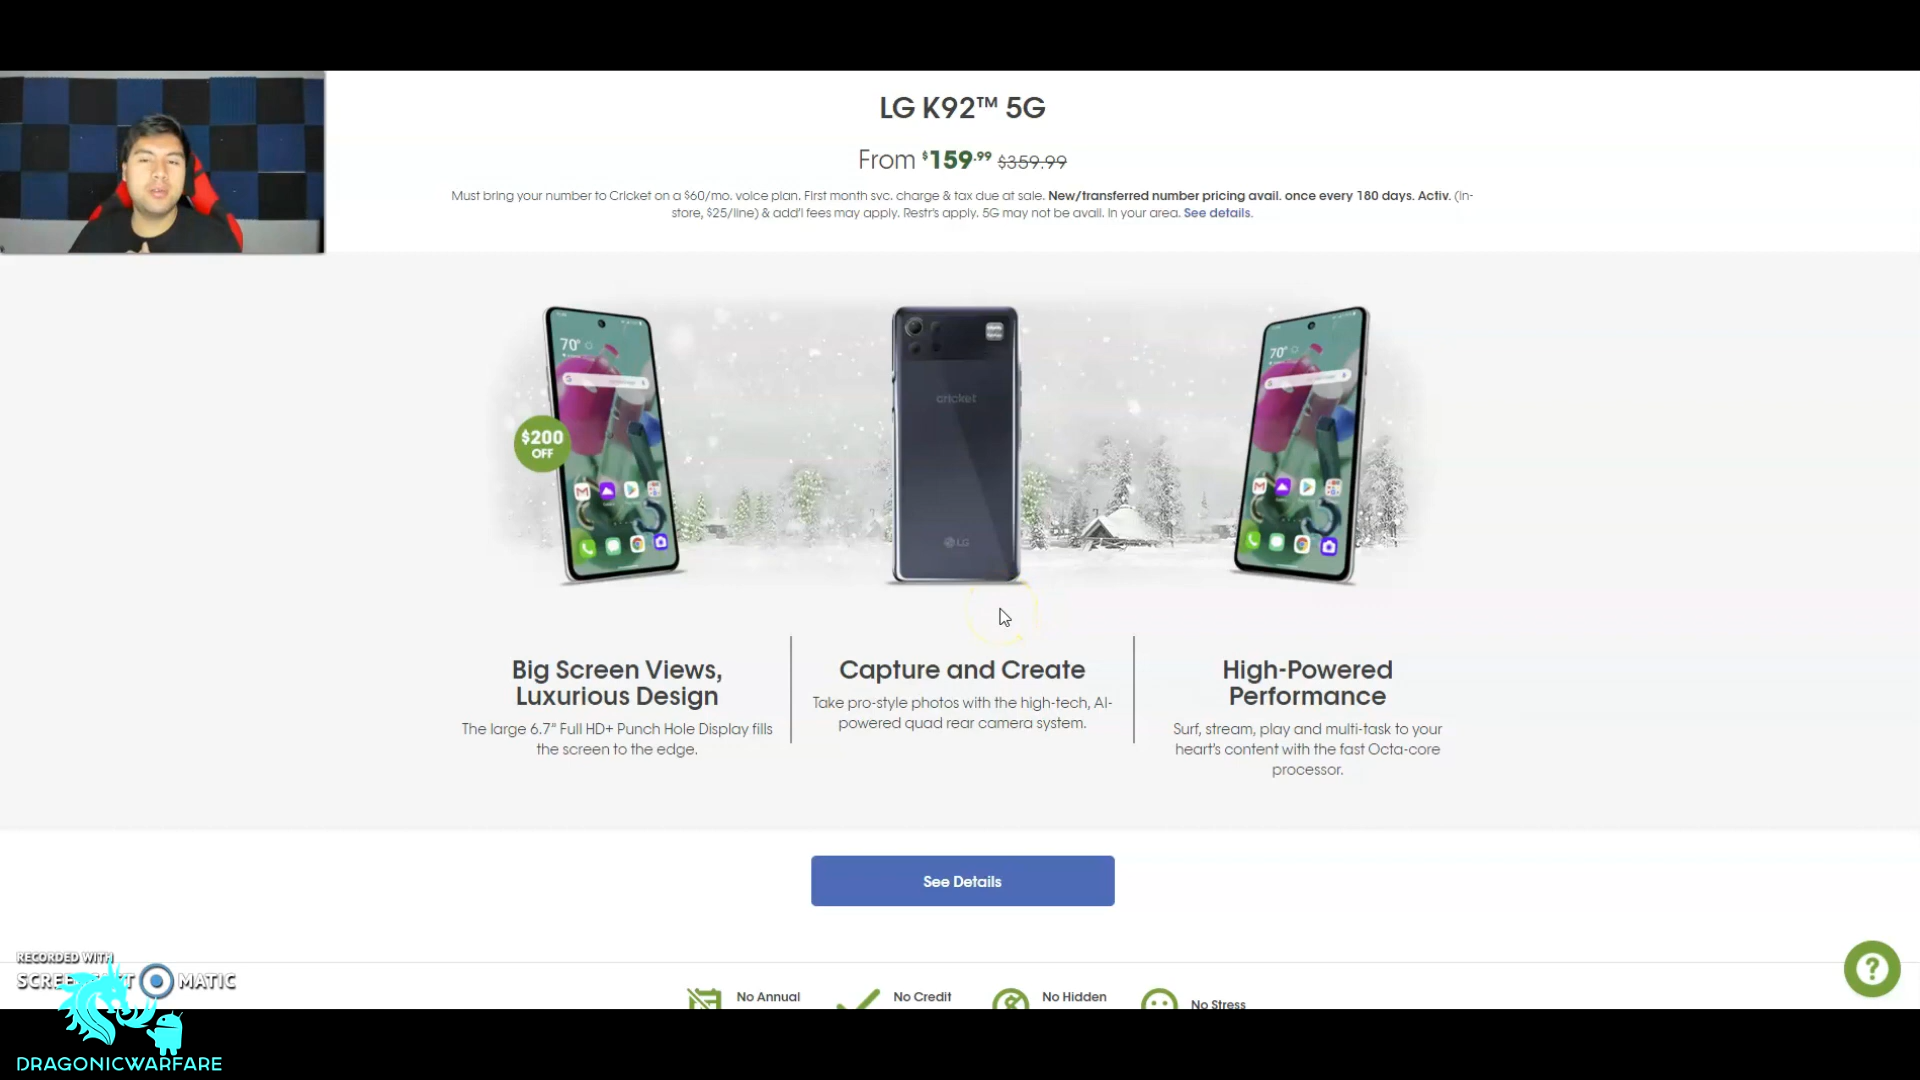 LG K92™ 5G
From $159.99 $359.99
Must bring your number to Cricket on a $60/mo. voice plan. First month svc. charge & tax due at sale. New/transferred number pricing avail. once every 180 days. Activ. (in-
store, $25/line) & add'l fees may apply. Restr's apply. 5G may not be avail. in your area. See details.
70°
70°
cricket
$200
OFF
LG
Big Screen Views,
Luxurious Design
The large 6.7" Full HD+ Punch Hole Display fills
the screen to the edge.
Capture and Create
Take pro-style photos with the high-tech, AI-
powered quad rear camera system.
High-Powered
Performance
Surf, stream, play and multi-task to your
heart's content with the fast Octa-core
processor.
See Details
?
No Annual
No Credit
No Hidden
No Stress
RECORDED WITH
MATIC
DRAGONICWARFARE